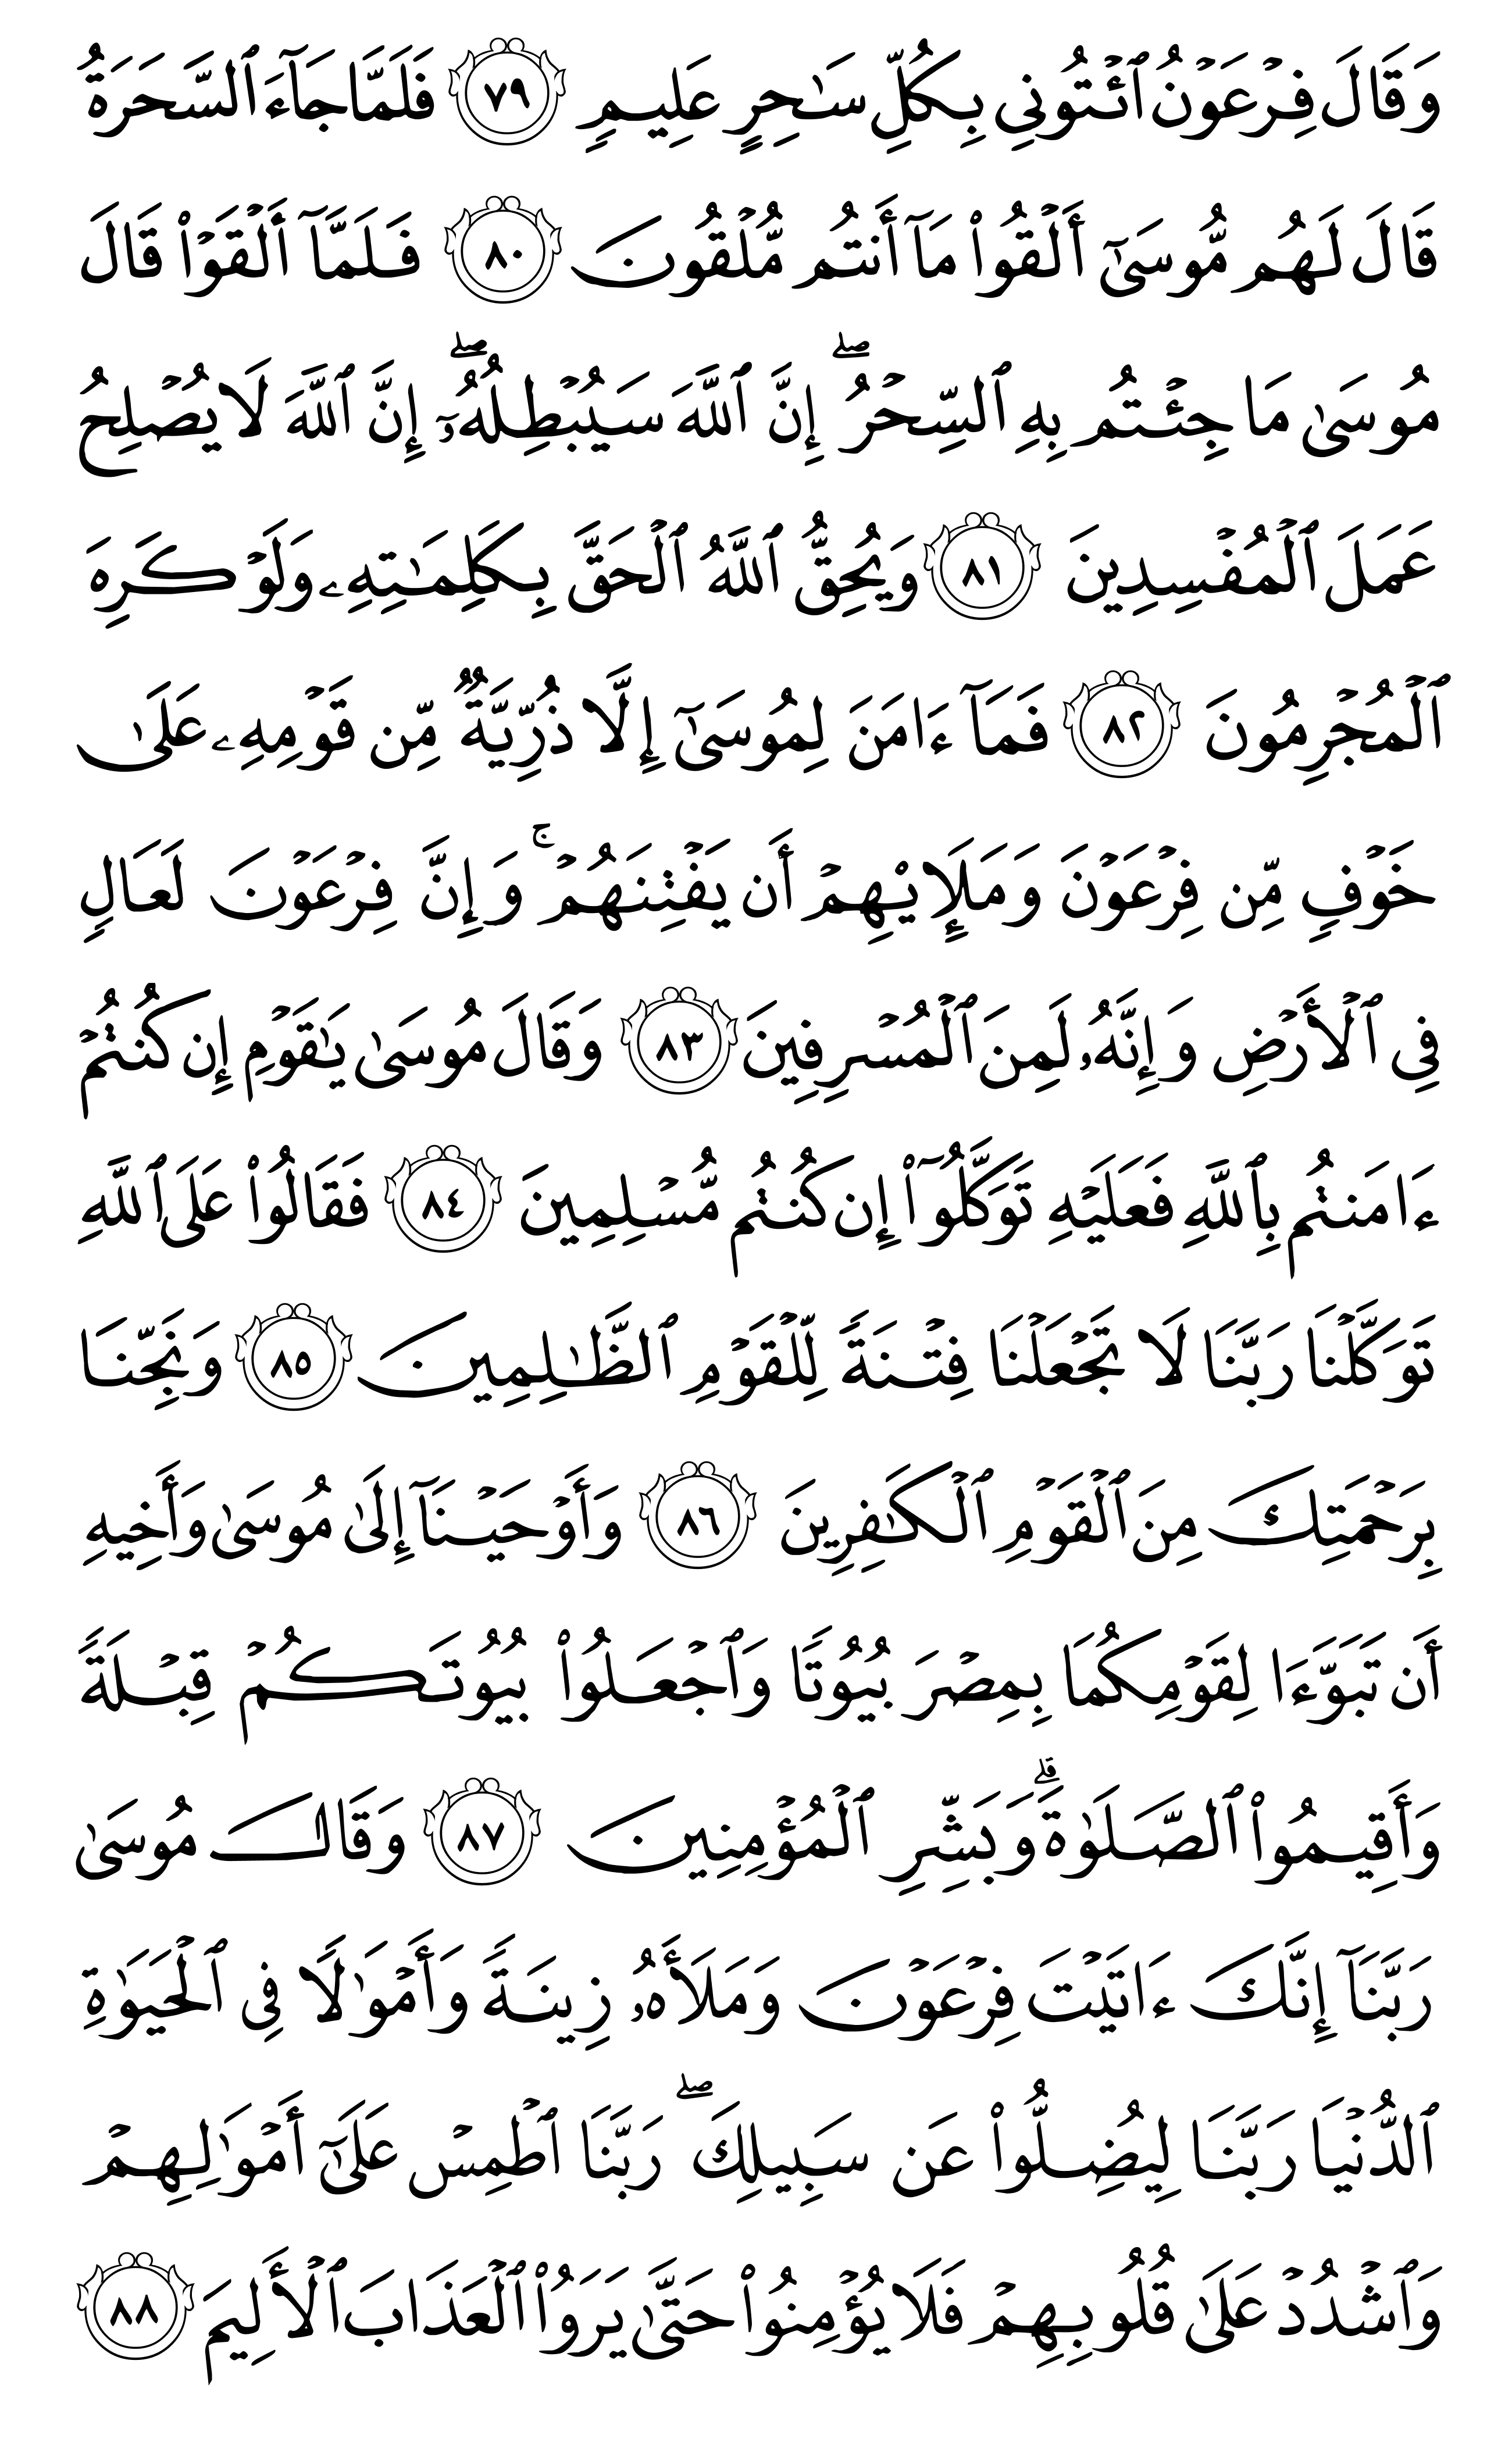 وَقَالَ فِرۡعَوۡنُ ٱئۡتُونِي بِكُلِّ سَٰحِرٍ عَلِيمٖ ٧٩ فَلَمَّا جَآءَ ٱلسَّحَرَةُ
قَالَ لَهُم مُّوسَىٰٓ أَلۡقُواْ مَآ أَنتُم مُّلۡقُونَ ٨٠ فَلَمَّآ أَلۡقَوۡاْ قَالَ
مُوسَىٰ مَا جِئۡتُم بِهِ ٱلسِّحۡرُۖ إِنَّ ٱللَّهَ سَيُبۡطِلُهُۥٓۖ إِنَّ ٱللَّهَ لَا يُصۡلِحُ
عَمَلَ ٱلۡمُفۡسِدِينَ ٨١ وَيُحِقُّ ٱللَّهُ ٱلۡحَقَّ بِكَلِمَٰتِهِۦ وَلَوۡ كَرِهَ
ٱلۡمُجۡرِمُونَ ٨٢ فَمَآ ءَامَنَ لِمُوسَىٰٓ إِلَّا ذُرِّيَّةٞ مِّن قَوۡمِهِۦ عَلَىٰ
خَوۡفٖ مِّن فِرۡعَوۡنَ وَمَلَإِيْهِمۡ أَن يَفۡتِنَهُمۡۚ وَإِنَّ فِرۡعَوۡنَ لَعَالٖ
فِي ٱلۡأَرۡضِ وَإِنَّهُۥ لَمِنَ ٱلۡمُسۡرِفِينَ ٨٣ وَقَالَ مُوسَىٰ يَٰقَوۡمِ إِن كُنتُمۡ
ءَامَنتُم بِٱللَّهِ فَعَلَيۡهِ تَوَكَّلُوٓاْ إِن كُنتُم مُّسۡلِمِينَ ٨٤ فَقَالُواْ عَلَى ٱللَّهِ
تَوَكَّلۡنَا رَبَّنَا لَا تَجۡعَلۡنَا فِتۡنَةٗ لِّلۡقَوۡمِ ٱلظَّٰلِمِينَ ٨٥ وَنَجِّنَا
بِرَحۡمَتِكَ مِنَ ٱلۡقَوۡمِ ٱلۡكَٰفِرِينَ ٨٦ وَأَوۡحَيۡنَآ إِلَىٰ مُوسَىٰ وَأَخِيهِ
أَن تَبَوَّءَا لِقَوۡمِكُمَا بِمِصۡرَ بُيُوتٗا وَٱجۡعَلُواْ بُيُوتَكُمۡ قِبۡلَةٗ
وَأَقِيمُواْ ٱلصَّلَوٰةَۗ وَبَشِّرِ ٱلۡمُؤۡمِنِينَ ٨٧ وَقَالَ مُوسَىٰ
رَبَّنَآ إِنَّكَ ءَاتَيۡتَ فِرۡعَوۡنَ وَمَلَأَهُۥ زِينَةٗ وَأَمۡوَٰلٗا فِي ٱلۡحَيَوٰةِ
ٱلدُّنۡيَا رَبَّنَا لِيُضِلُّواْ عَن سَبِيلِكَۖ رَبَّنَا ٱطۡمِسۡ عَلَىٰٓ أَمۡوَٰلِهِمۡ
وَٱشۡدُدۡ عَلَىٰ قُلُوبِهِمۡ فَلَا يُؤۡمِنُواْ حَتَّىٰ يَرَوُاْ ٱلۡعَذَابَ ٱلۡأَلِيمَ ٨٨